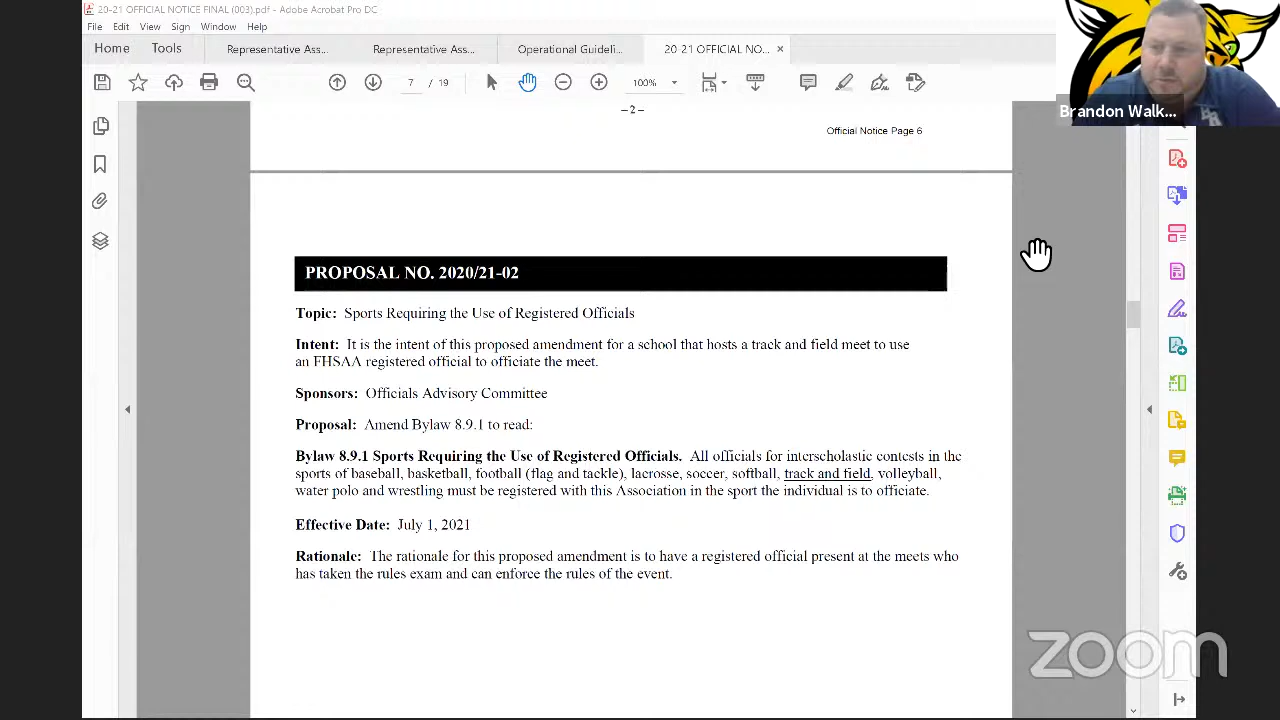 20-21 OFFICIAL NOTICE FINAL (003).pdf - Adobe Acrobat Pro DC
File Edit View Sign Window Help
Home Tools Representative Ass... Representative Ass... Operational Guideli... 20-21 OFFICIAL NO... ×
7 / 19 100%
Brandon Walk...
–2–
Official Notice Page 6
PROPOSAL NO. 2020/21-02
Topic: Sports Requiring the Use of Registered Officials
Intent: It is the intent of this proposed amendment for a school that hosts a track and field meet to use
an FHSAA registered official to officiate the meet.
Sponsors: Officials Advisory Committee
Proposal: Amend Bylaw 8.9.1 to read:
Bylaw 8.9.1 Sports Requiring the Use of Registered Officials. All officials for interscholastic contests in the
sports of baseball, basketball, football (flag and tackle), lacrosse, soccer, softball, track and field, volleyball,
water polo and wrestling must be registered with this Association in the sport the individual is to officiate.
Effective Date: July 1, 2021
Rationale: The rationale for this proposed amendment is to have a registered official present at the meets who
has taken the rules exam and can enforce the rules of the event.
zoom